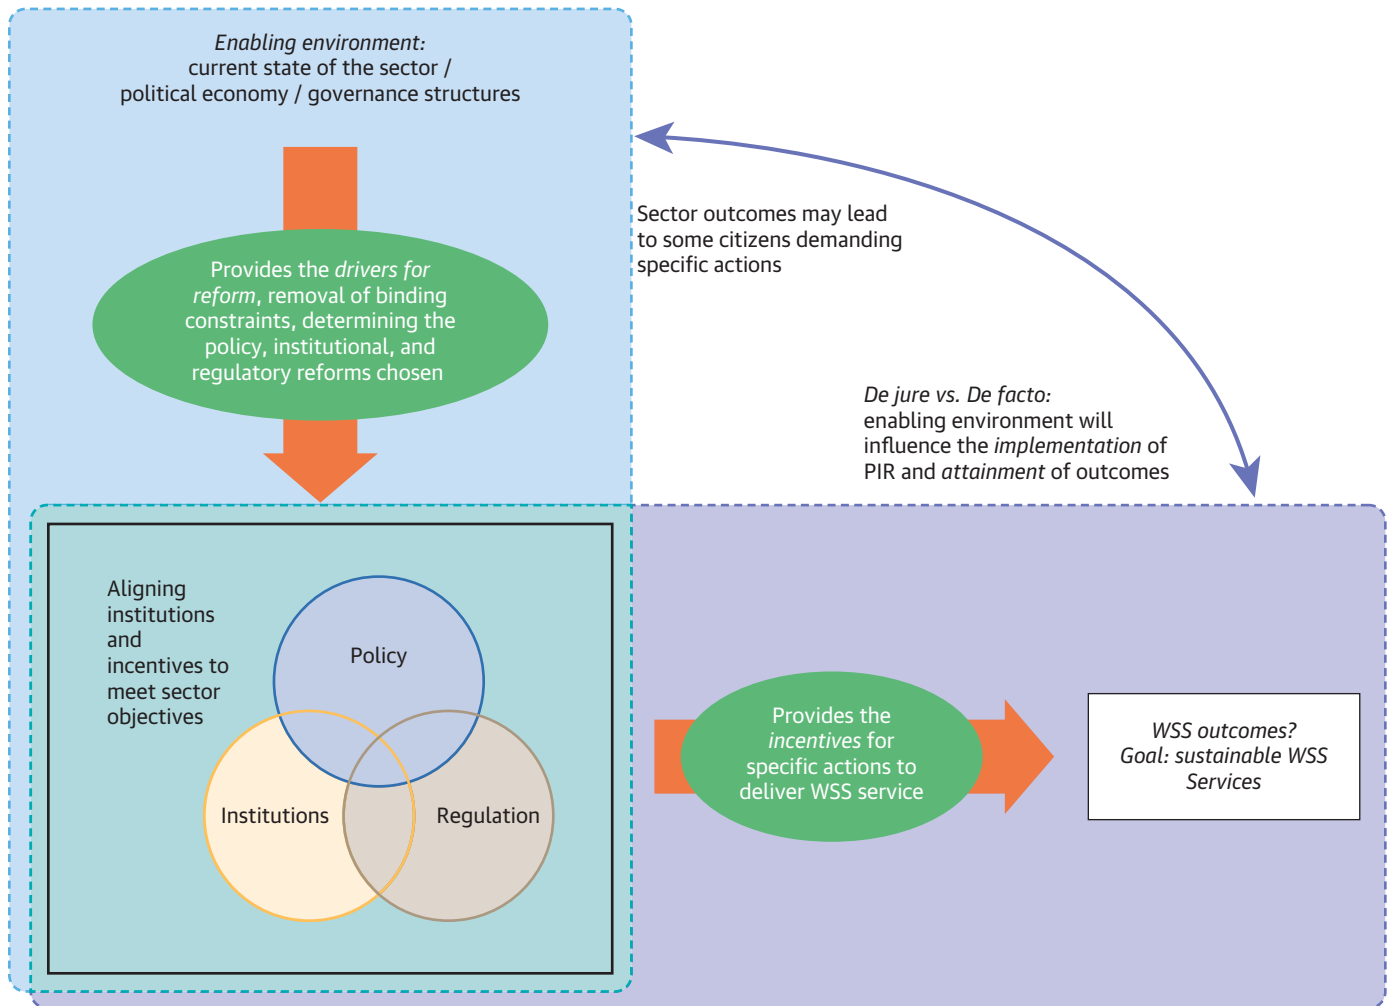 Enabling environment:
current state of the sector /
political economy / governance structures
Provides the drivers for
reform, removal of binding
constraints, determining the
policy, institutional, and
regulatory reforms chosen
Sector outcomes may lead
to some citizens demanding
specific actions
De jure vs. De facto:
enabling environment will
influence the implementation of
PIR and attainment of outcomes
Aligning
institutions
and
incentives to
meet sector
objectives
Policy
Institutions
Regulation
Provides the
incentives for
specific actions to
deliver WSS service
WSS outcomes?
Goal: sustainable WSS
Services